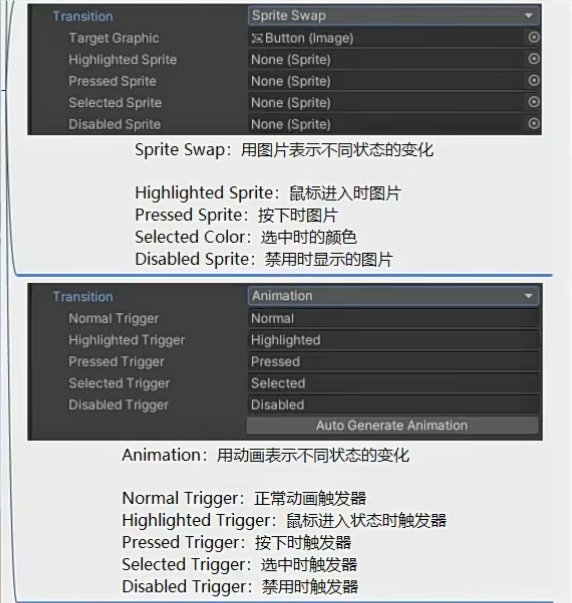 Transition Sprite Swap
Target Graphic Button (Image)
Highlighted Sprite None (Sprite)
Pressed Sprite None (Sprite)
Selected Sprite None (Sprite)
Disabled Sprite None (Sprite)
Sprite Swap：用图片表示不同状态的变化
Highlighted Sprite：鼠标进入时图片
Pressed Sprite：按下时图片
Selected Color：选中时的颜色
Disabled Sprite：禁用时显示的图片
Transition Animation
Normal Trigger Normal
Highlighted Trigger Highlighted
Pressed Trigger Pressed
Selected Trigger Selected
Disabled Trigger Disabled
Auto Generate Animation
Animation：用动画表示不同状态的变化
Normal Trigger：正常动画触发器
Highlighted Trigger：鼠标进入状态时触发器
Pressed Trigger：按下时触发器
Selected Trigger：选中时触发器
Disabled Trigger：禁用时触发器